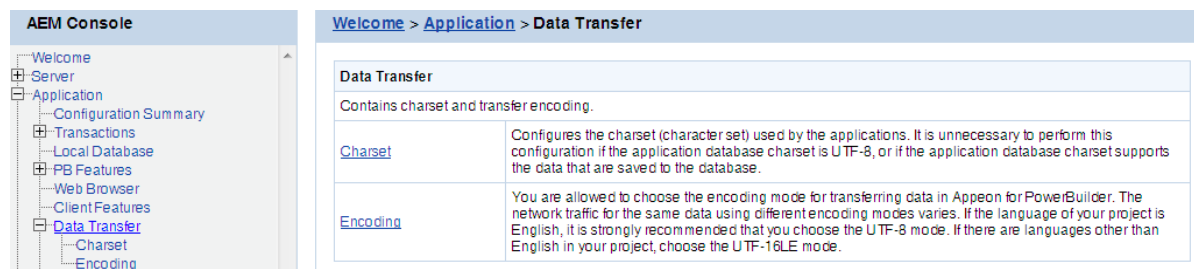 AEM Console
Welcome
Server
Application
Configuration Summary
Transactions
Local Database
PB Features
Web Browser
Client Features
Data Transfer
Charset
Encoding
Welcome > Application > Data Transfer
Data Transfer
Contains charset and transfer encoding.
Charset
Configures the charset (character set) used by the applications. It is unnecessary to perform this
configuration if the application database charset is UTF-8, or if the application database charset supports
the data that are saved to the database.
Encoding
You are allowed to choose the encoding mode for transferring data in Appeon for PowerBuilder. The
network traffic for the same data using different encoding modes varies. If the language of your project is
English, it is strongly recommended that you choose the UTF-8 mode. If there are languages other than
English in your project, choose the UTF-16LE mode.